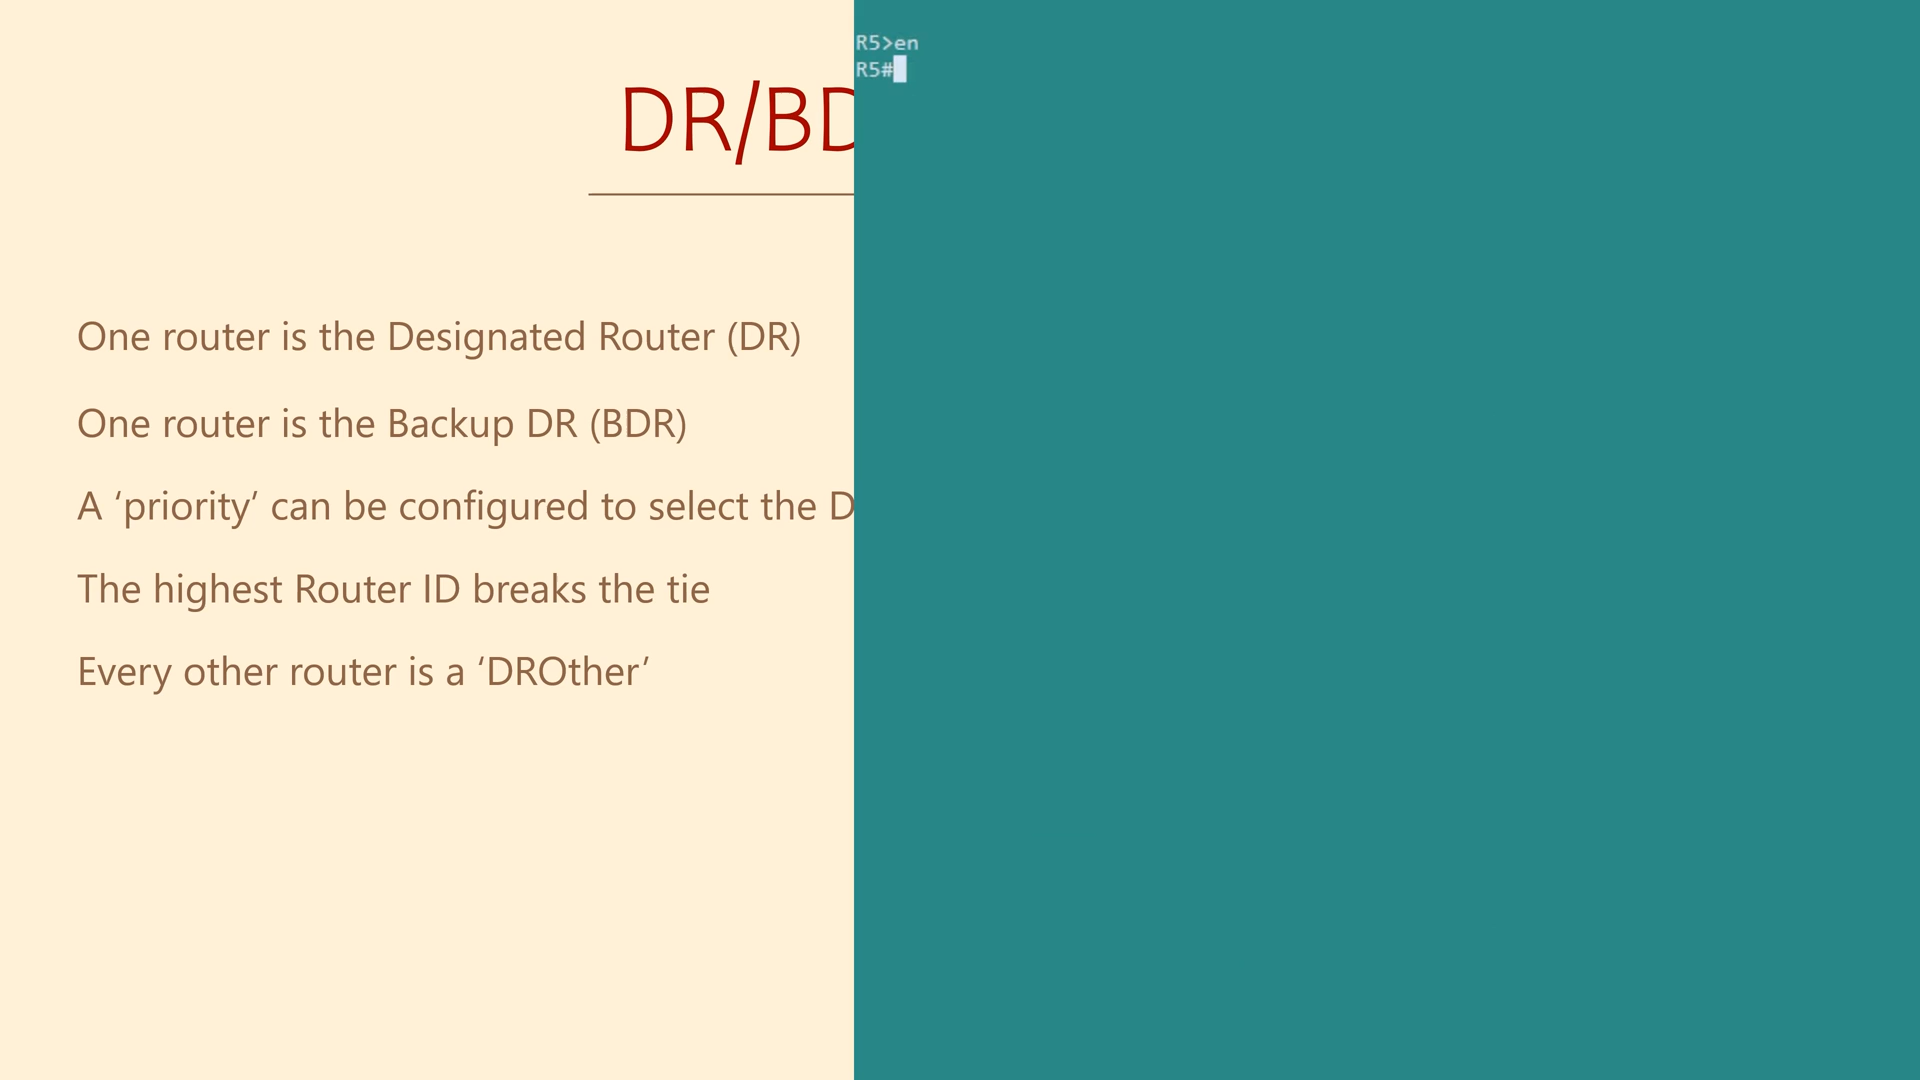 DR/BD
One router is the Designated Router (DR)
One router is the Backup DR (BDR)
A ‘priority’ can be configured to select the D
The highest Router ID breaks the tie
Every other router is a ‘DROther’
R5>en
R5#